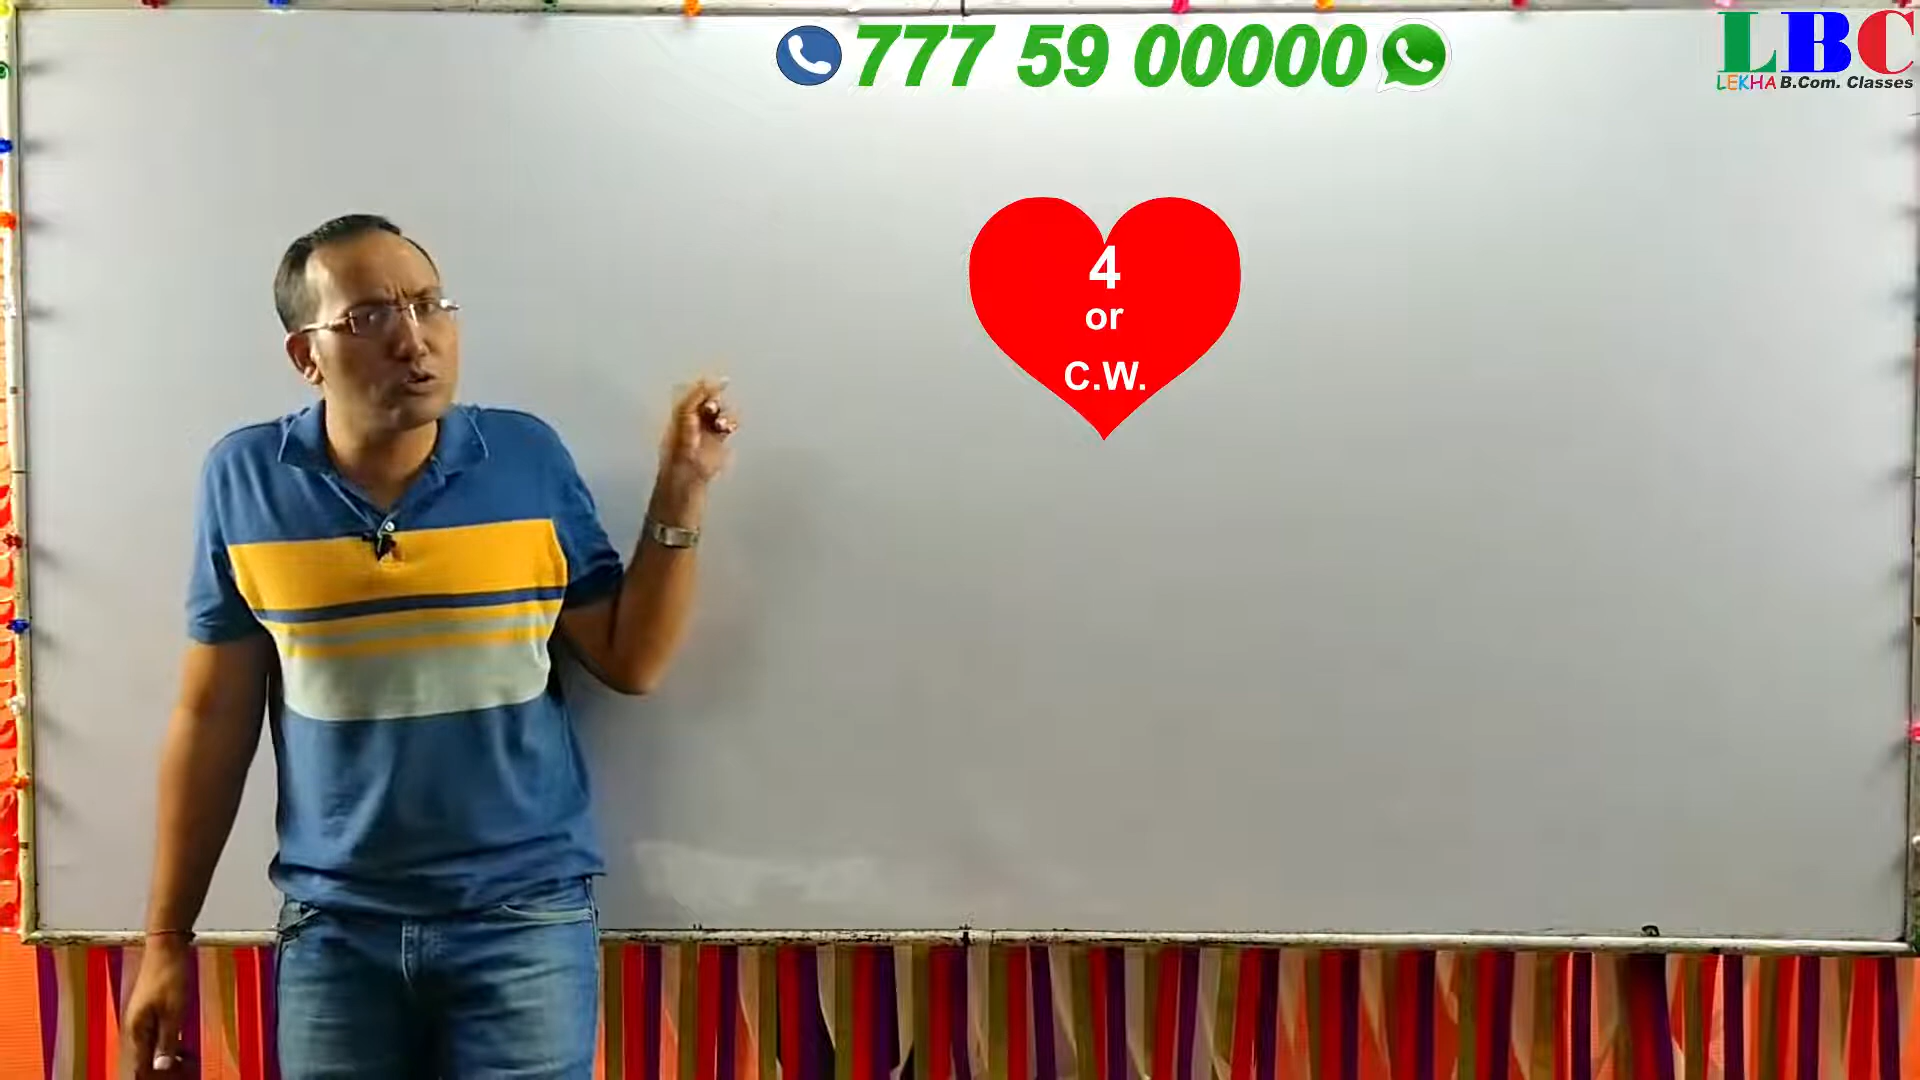 777 59 00000
LBC
LEKHA B.Com. Classes
4
or
C.W.